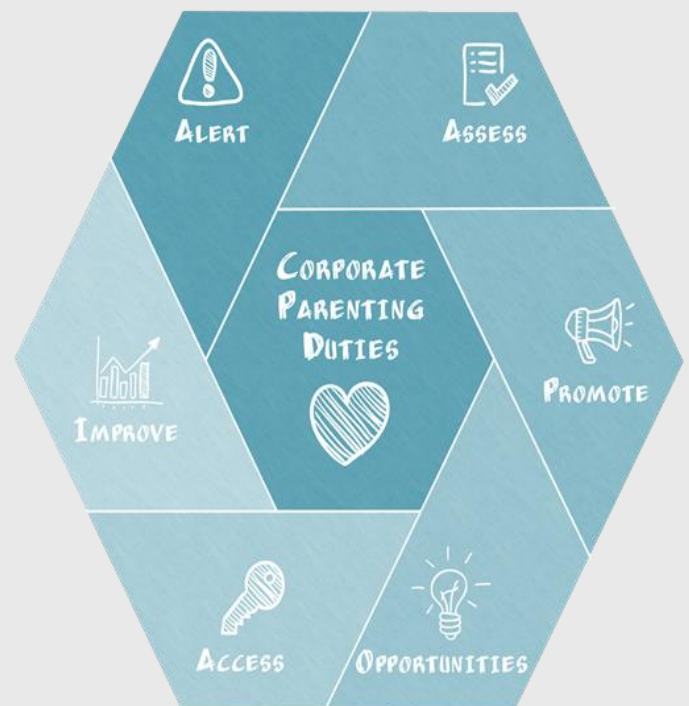 ALERT
ASSESS
CORPORATE
PARENTING
DUTIES
PROMOTE
IMPROVE
ACCESS
OPPORTUNITIES